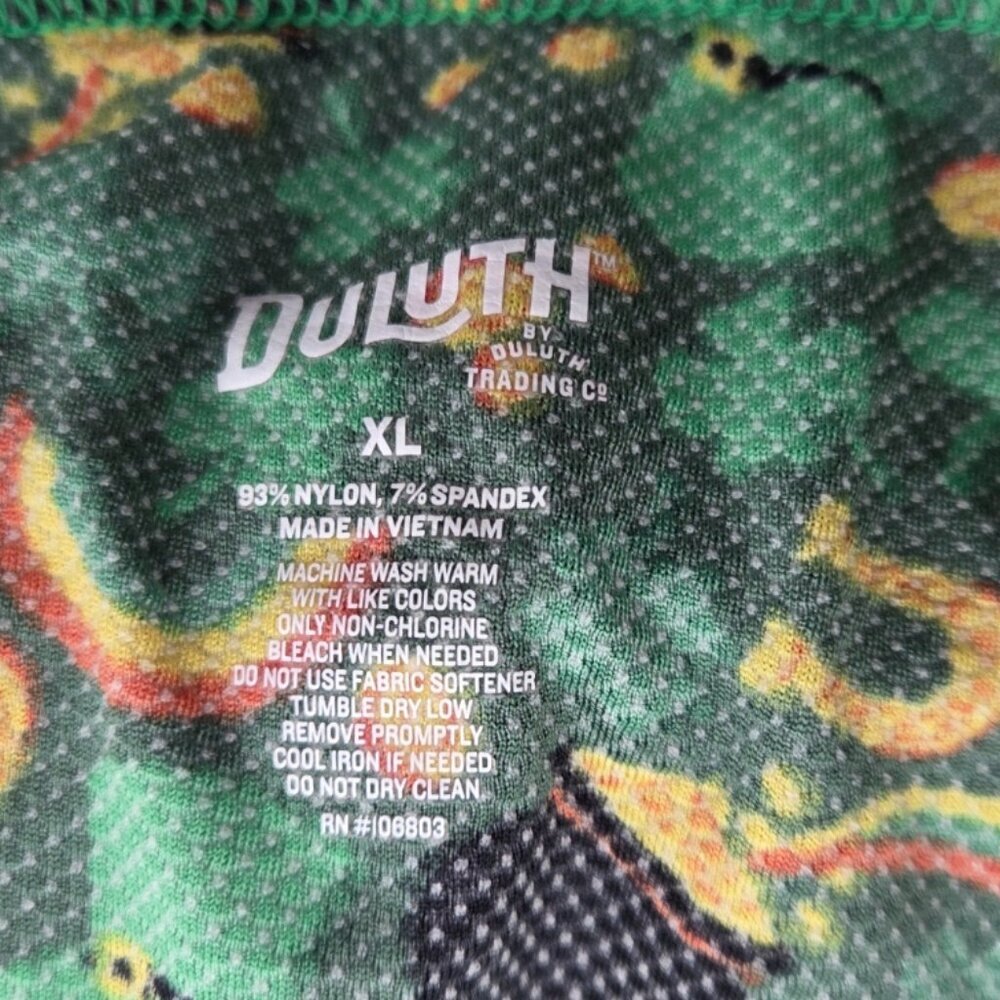 DULUTH™
BY
DULUTH
TRADING Cº
XL
93% NYLON, 7% SPANDEX
MADE IN VIETNAM
MACHINE WASH WARM
WITH LIKE COLORS
ONLY NON-CHLORINE
BLEACH WHEN NEEDED
DO NOT USE FABRIC SOFTENER
TUMBLE DRY LOW
REMOVE PROMPTLY
COOL IRON IF NEEDED
DO NOT DRY CLEAN
RN #106803